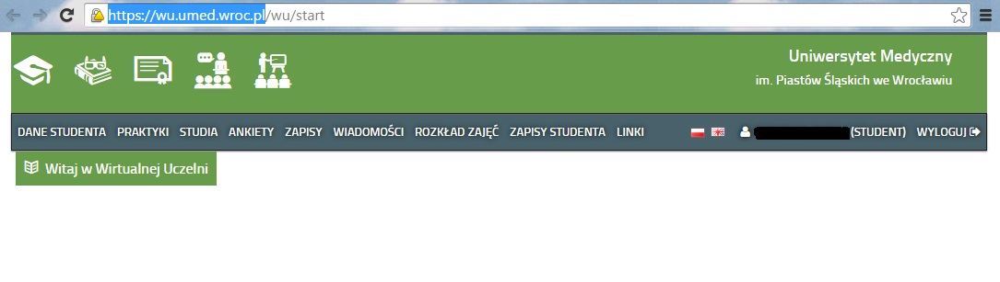 https://wu.umed.wroc.pl/wu/start
Uniwersytet Medyczny
im. Piastów Śląskich we Wrocławiu
DANE STUDENTA PRAKTYKI STUDIA ANKIETY ZAPISY WIADOMOŚCI ROZKŁAD ZAJĘĆ ZAPISY STUDENTA LINKI (STUDENT) WYLOGUJ
Witaj w Wirtualnej Uczelni